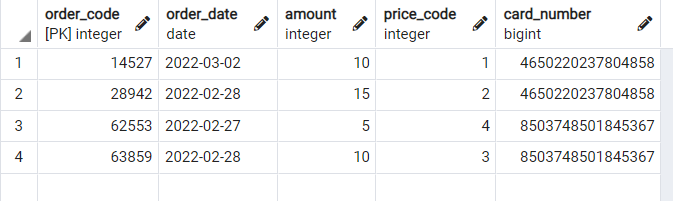 order_code order_date amount price_code card_number
[PK] integer date integer integer bigint
1 14527 2022-03-02 10 1 4650220237804858
2 28942 2022-02-28 15 2 4650220237804858
3 62553 2022-02-27 5 4 8503748501845367
4 63859 2022-02-28 10 3 8503748501845367